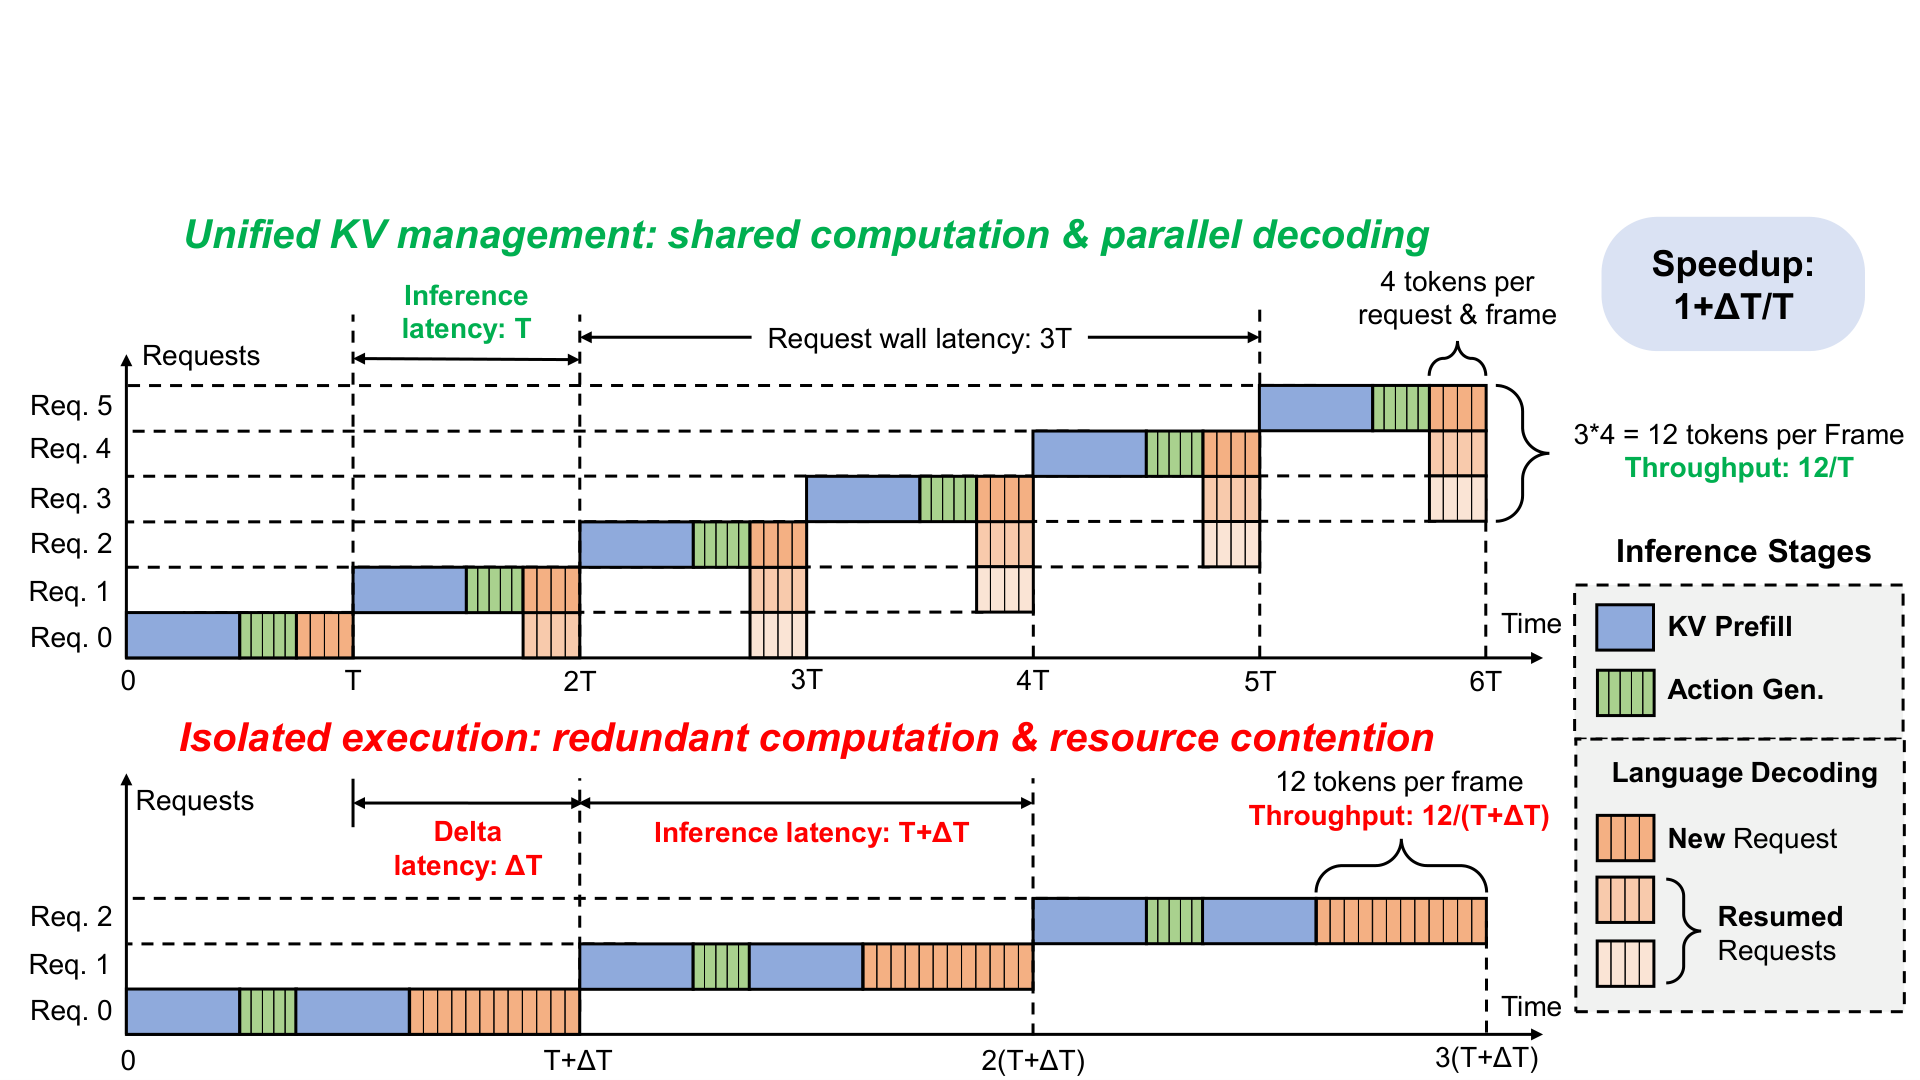 Unified KV management: shared computation & parallel decoding
Speedup:
1+ΔT/T
Inference
latency: T
Request wall latency: 3T
4 tokens per
request & frame
Requests
Req. 5
Req. 4
Req. 3
Req. 2
Req. 1
Req. 0
3*4 = 12 tokens per Frame
Throughput: 12/T
Time
0
T
2T
3T
4T
5T
6T
Inference Stages
KV Prefill
Action Gen.
Language Decoding
New Request
Resumed
Requests
Isolated execution: redundant computation & resource contention
Requests
Delta
latency: ΔT
Inference latency: T+ΔT
12 tokens per frame
Throughput: 12/(T+ΔT)
Req. 2
Req. 1
Req. 0
Time
0
T+ΔT
2(T+ΔT)
3(T+ΔT)